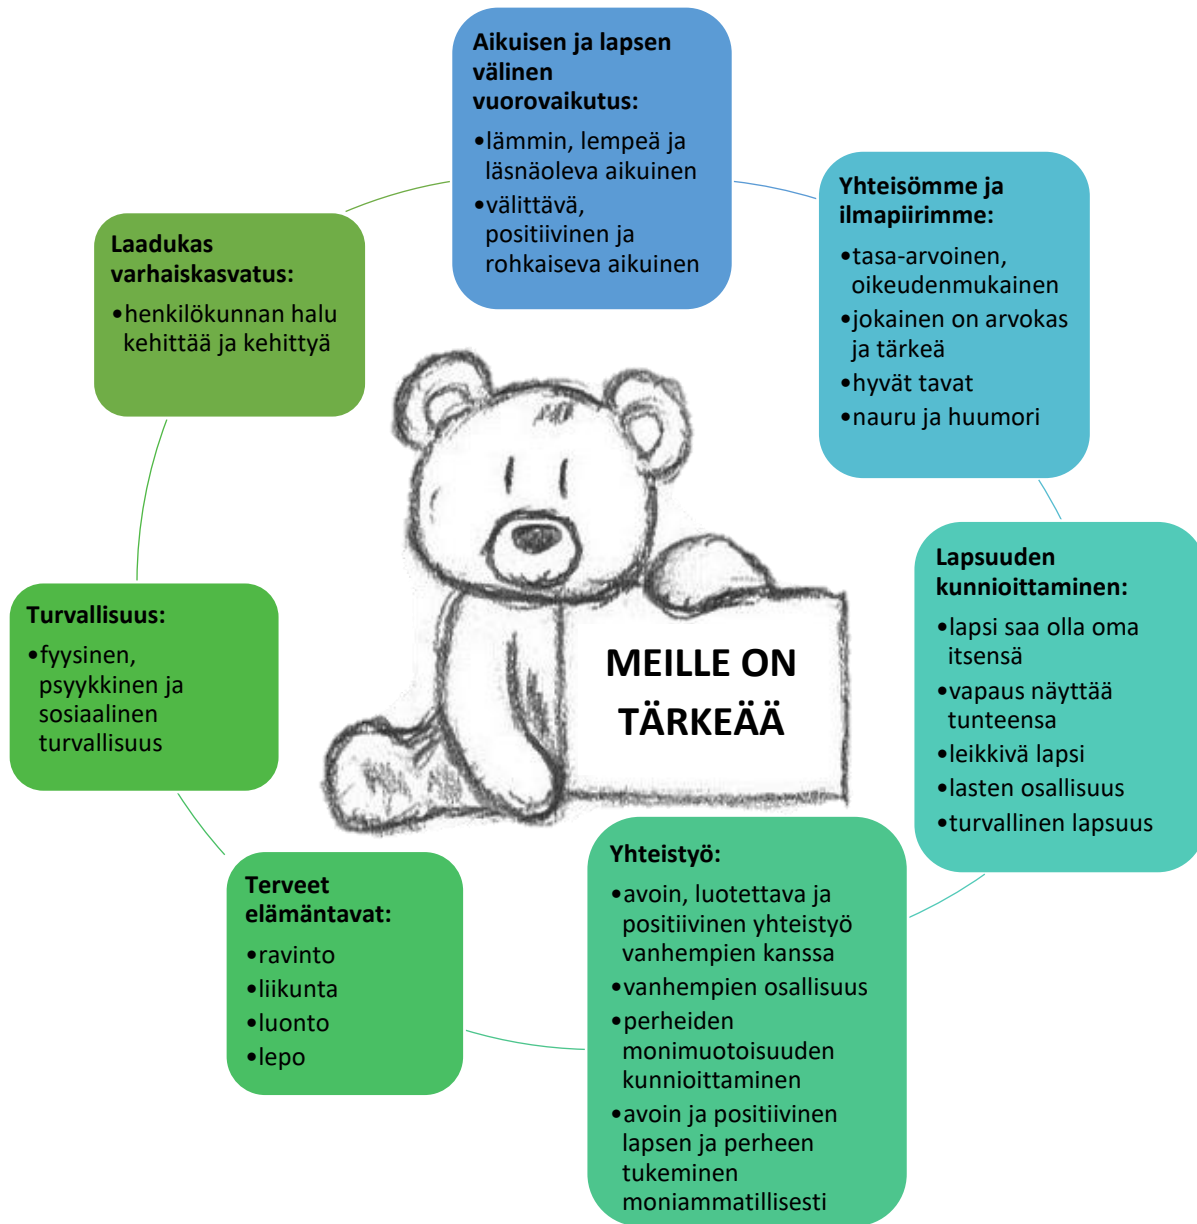 Aikuisen ja lapsen
välinen
vuorovaikutus:
•lämmin, lempeä ja
läsnäoleva aikuinen
•välittävä,
positiivinen ja
rohkaiseva aikuinen
Yhteisömme ja
ilmapiirimme:
•tasa-arvoinen,
oikeudenmukainen
•jokainen on arvokas
ja tärkeä
•hyvät tavat
•nauru ja huumori
Lapsuuden
kunnioittaminen:
•lapsi saa olla oma
itsensä
•vapaus näyttää
tunteensa
•leikkivä lapsi
•lasten osallisuus
•turvallinen lapsuus
Yhteistyö:
•avoin, luotettava ja
positiivinen yhteistyö
vanhempien kanssa
•vanhempien osallisuus
•perheiden
monimuotoisuuden
kunnioittaminen
•avoin ja positiivinen
lapsen ja perheen
tukeminen
moniammatillisesti
Terveet
elämäntavat:
•ravinto
•liikunta
•luonto
•lepo
Turvallisuus:
•fyysinen,
psyykkinen ja
sosiaalinen
turvallisuus
Laadukas
varhaiskasvatus:
•henkilökunnan halu
kehittää ja kehittyä
MEILLE ON
TÄRKEÄÄ